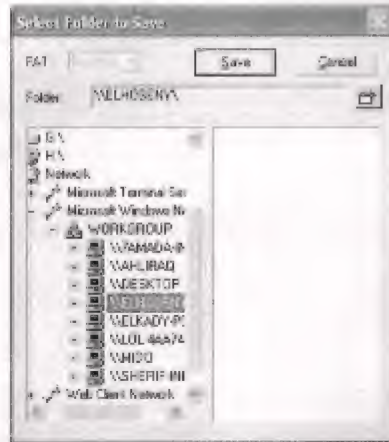 Select Folder to Save
FAT
Save
Cancel
Folder
\\ELHOSENY\
G:\
H:\
Network
Microsoft Terminal Ser
Microsoft Windows Ne
WORKGROUP
\\AHLIRAQ
\\DESKTOP
\\ELKADY-P
\\MIDO
Web Client Network